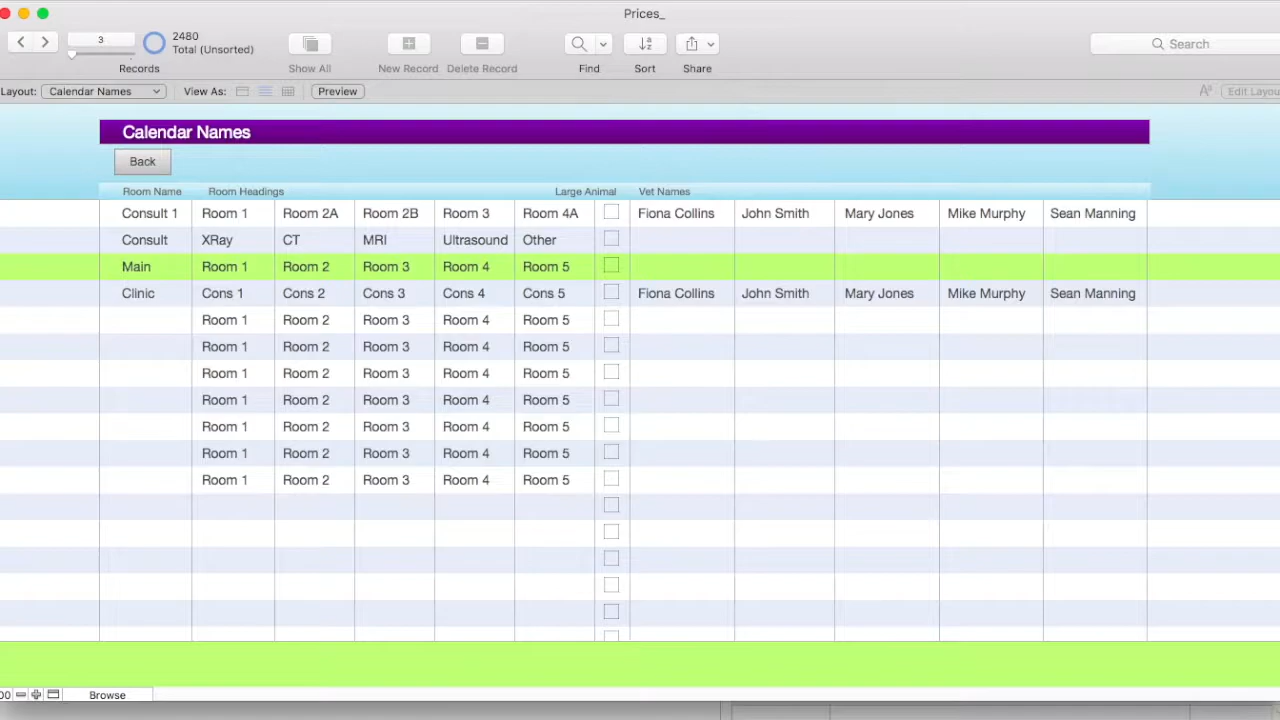 Prices_
3 2480 Total (Unsorted)
Records Show All New Record Delete Record Find Sort Share Search
Layout: Calendar Names View As: Preview Edit
Calendar Names
Back
Room Name Room Headings Large Animal Vet Names
Consult 1 Room 1 Room 2A Room 2B Room 3 Room 4A Fiona Collins John Smith Mary Jones Mike Murphy Sean Manning
Consult XRay CT MRI Ultrasound Other
Main Room 1 Room 2 Room 3 Room 4 Room 5
Clinic Cons 1 Cons 2 Cons 3 Cons 4 Cons 5 Fiona Collins John Smith Mary Jones Mike Murphy Sean Manning
Room 1 Room 2 Room 3 Room 4 Room 5
Room 1 Room 2 Room 3 Room 4 Room 5
Room 1 Room 2 Room 3 Room 4 Room 5
Room 1 Room 2 Room 3 Room 4 Room 5
Room 1 Room 2 Room 3 Room 4 Room 5
Room 1 Room 2 Room 3 Room 4 Room 5
Room 1 Room 2 Room 3 Room 4 Room 5
Browse